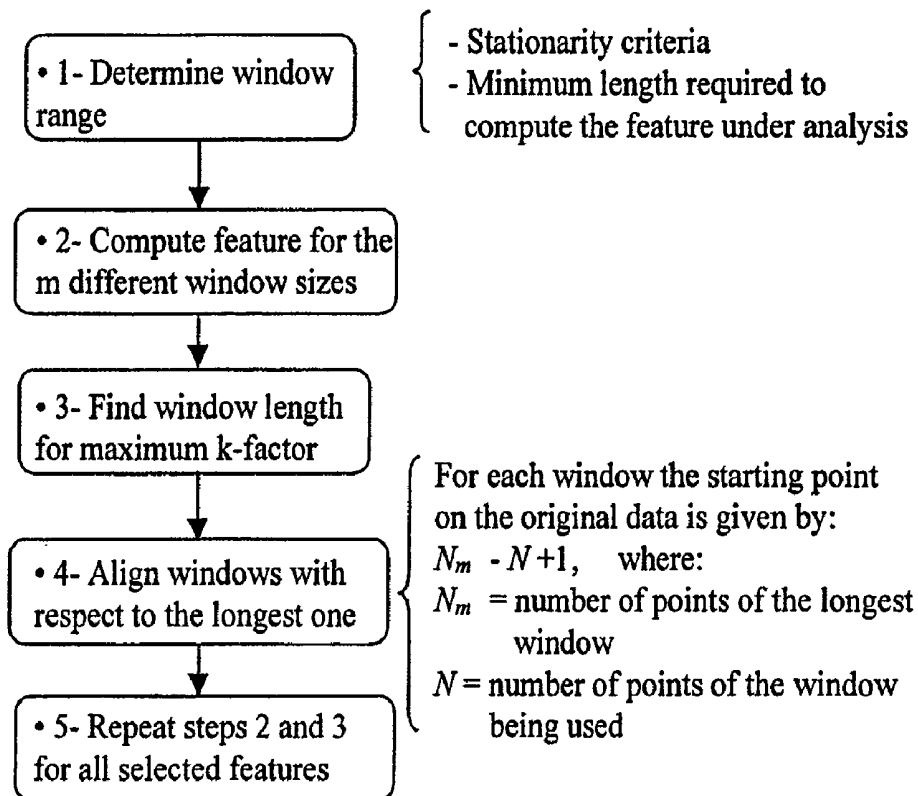 • 1- Determine window
range
- Stationarity criteria
- Minimum length required to
compute the feature under analysis
• 2- Compute feature for the
m different window sizes
• 3- Find window length
for maximum k-factor
• 4- Align windows with
respect to the longest one
For each window the starting point
on the original data is given by:
Nm - N+1, where:
Nm = number of points of the longest
window
N = number of points of the window
being used
• 5- Repeat steps 2 and 3
for all selected features